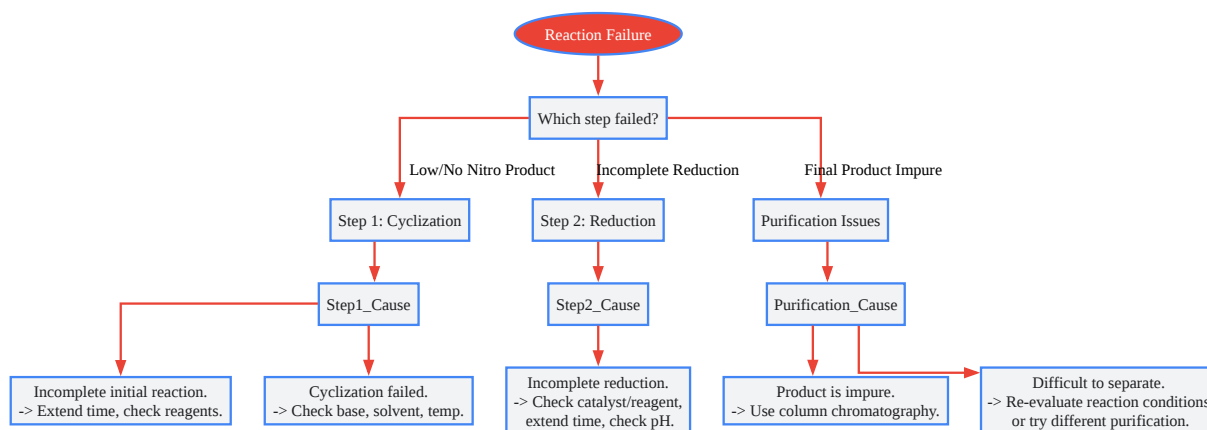 Reaction Failure
Which step failed?
Low/No Nitro Product
Incomplete Reduction
Final Product Impure
Step 1: Cyclization
Step 2: Reduction
Purification Issues
Step1_Cause
Step2_Cause
Purification_Cause
Incomplete initial reaction.
-> Extend time, check reagents.
Cyclization failed.
-> Check base, solvent, temp.
Incomplete reduction.
-> Check catalyst/reagent,
extend time, check pH.
Product is impure.
-> Use column chromatography.
Difficult to separate.
-> Re-evaluate reaction conditions
or try different purification.